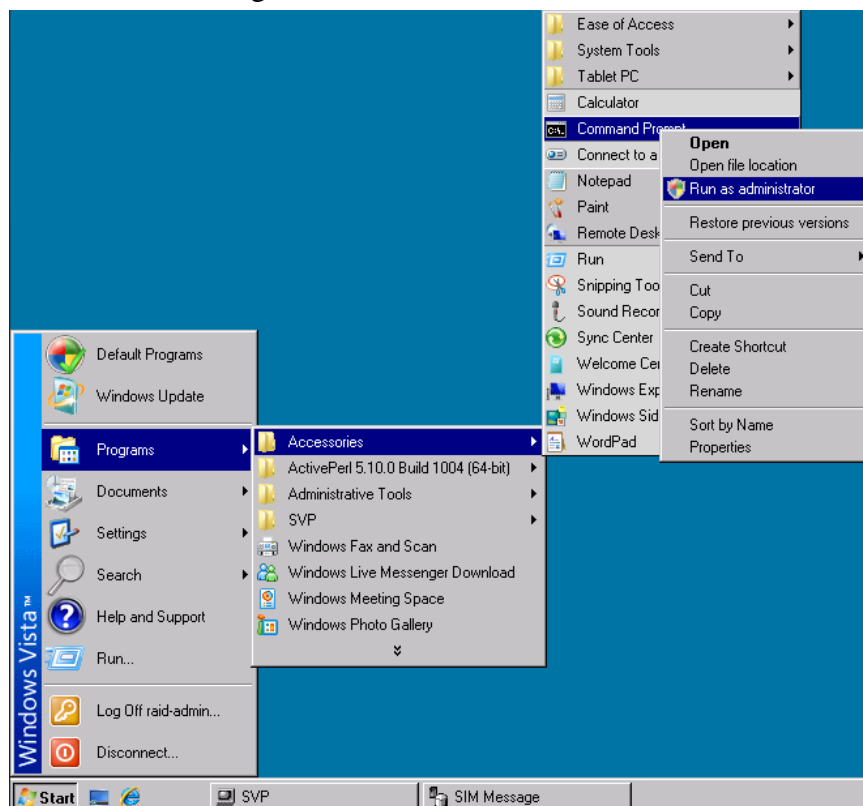 Ease of Access
System Tools
Tablet PC
Calculator
Command Prompt
Connect to a
Notepad
Paint
Remote Desk
Run
Snipping Too
Sound Recor
Sync Center
Welcome Cer
Windows Exp
Windows Sid
WordPad
Open
Open file location
Run as administrator
Restore previous versions
Send To
Cut
Copy
Create Shortcut
Delete
Rename
Sort by Name
Properties
Default Programs
Windows Update
Programs
Documents
Settings
Search
Help and Support
Run...
Log Off raid-admin...
Disconnect...
Windows Vista™
Accessories
ActivePerl 5.10.0 Build 1004 (64-bit)
Administrative Tools
SVP
Windows Fax and Scan
Windows Live Messenger Download
Windows Meeting Space
Windows Photo Gallery
Start
SVP
SIM Message